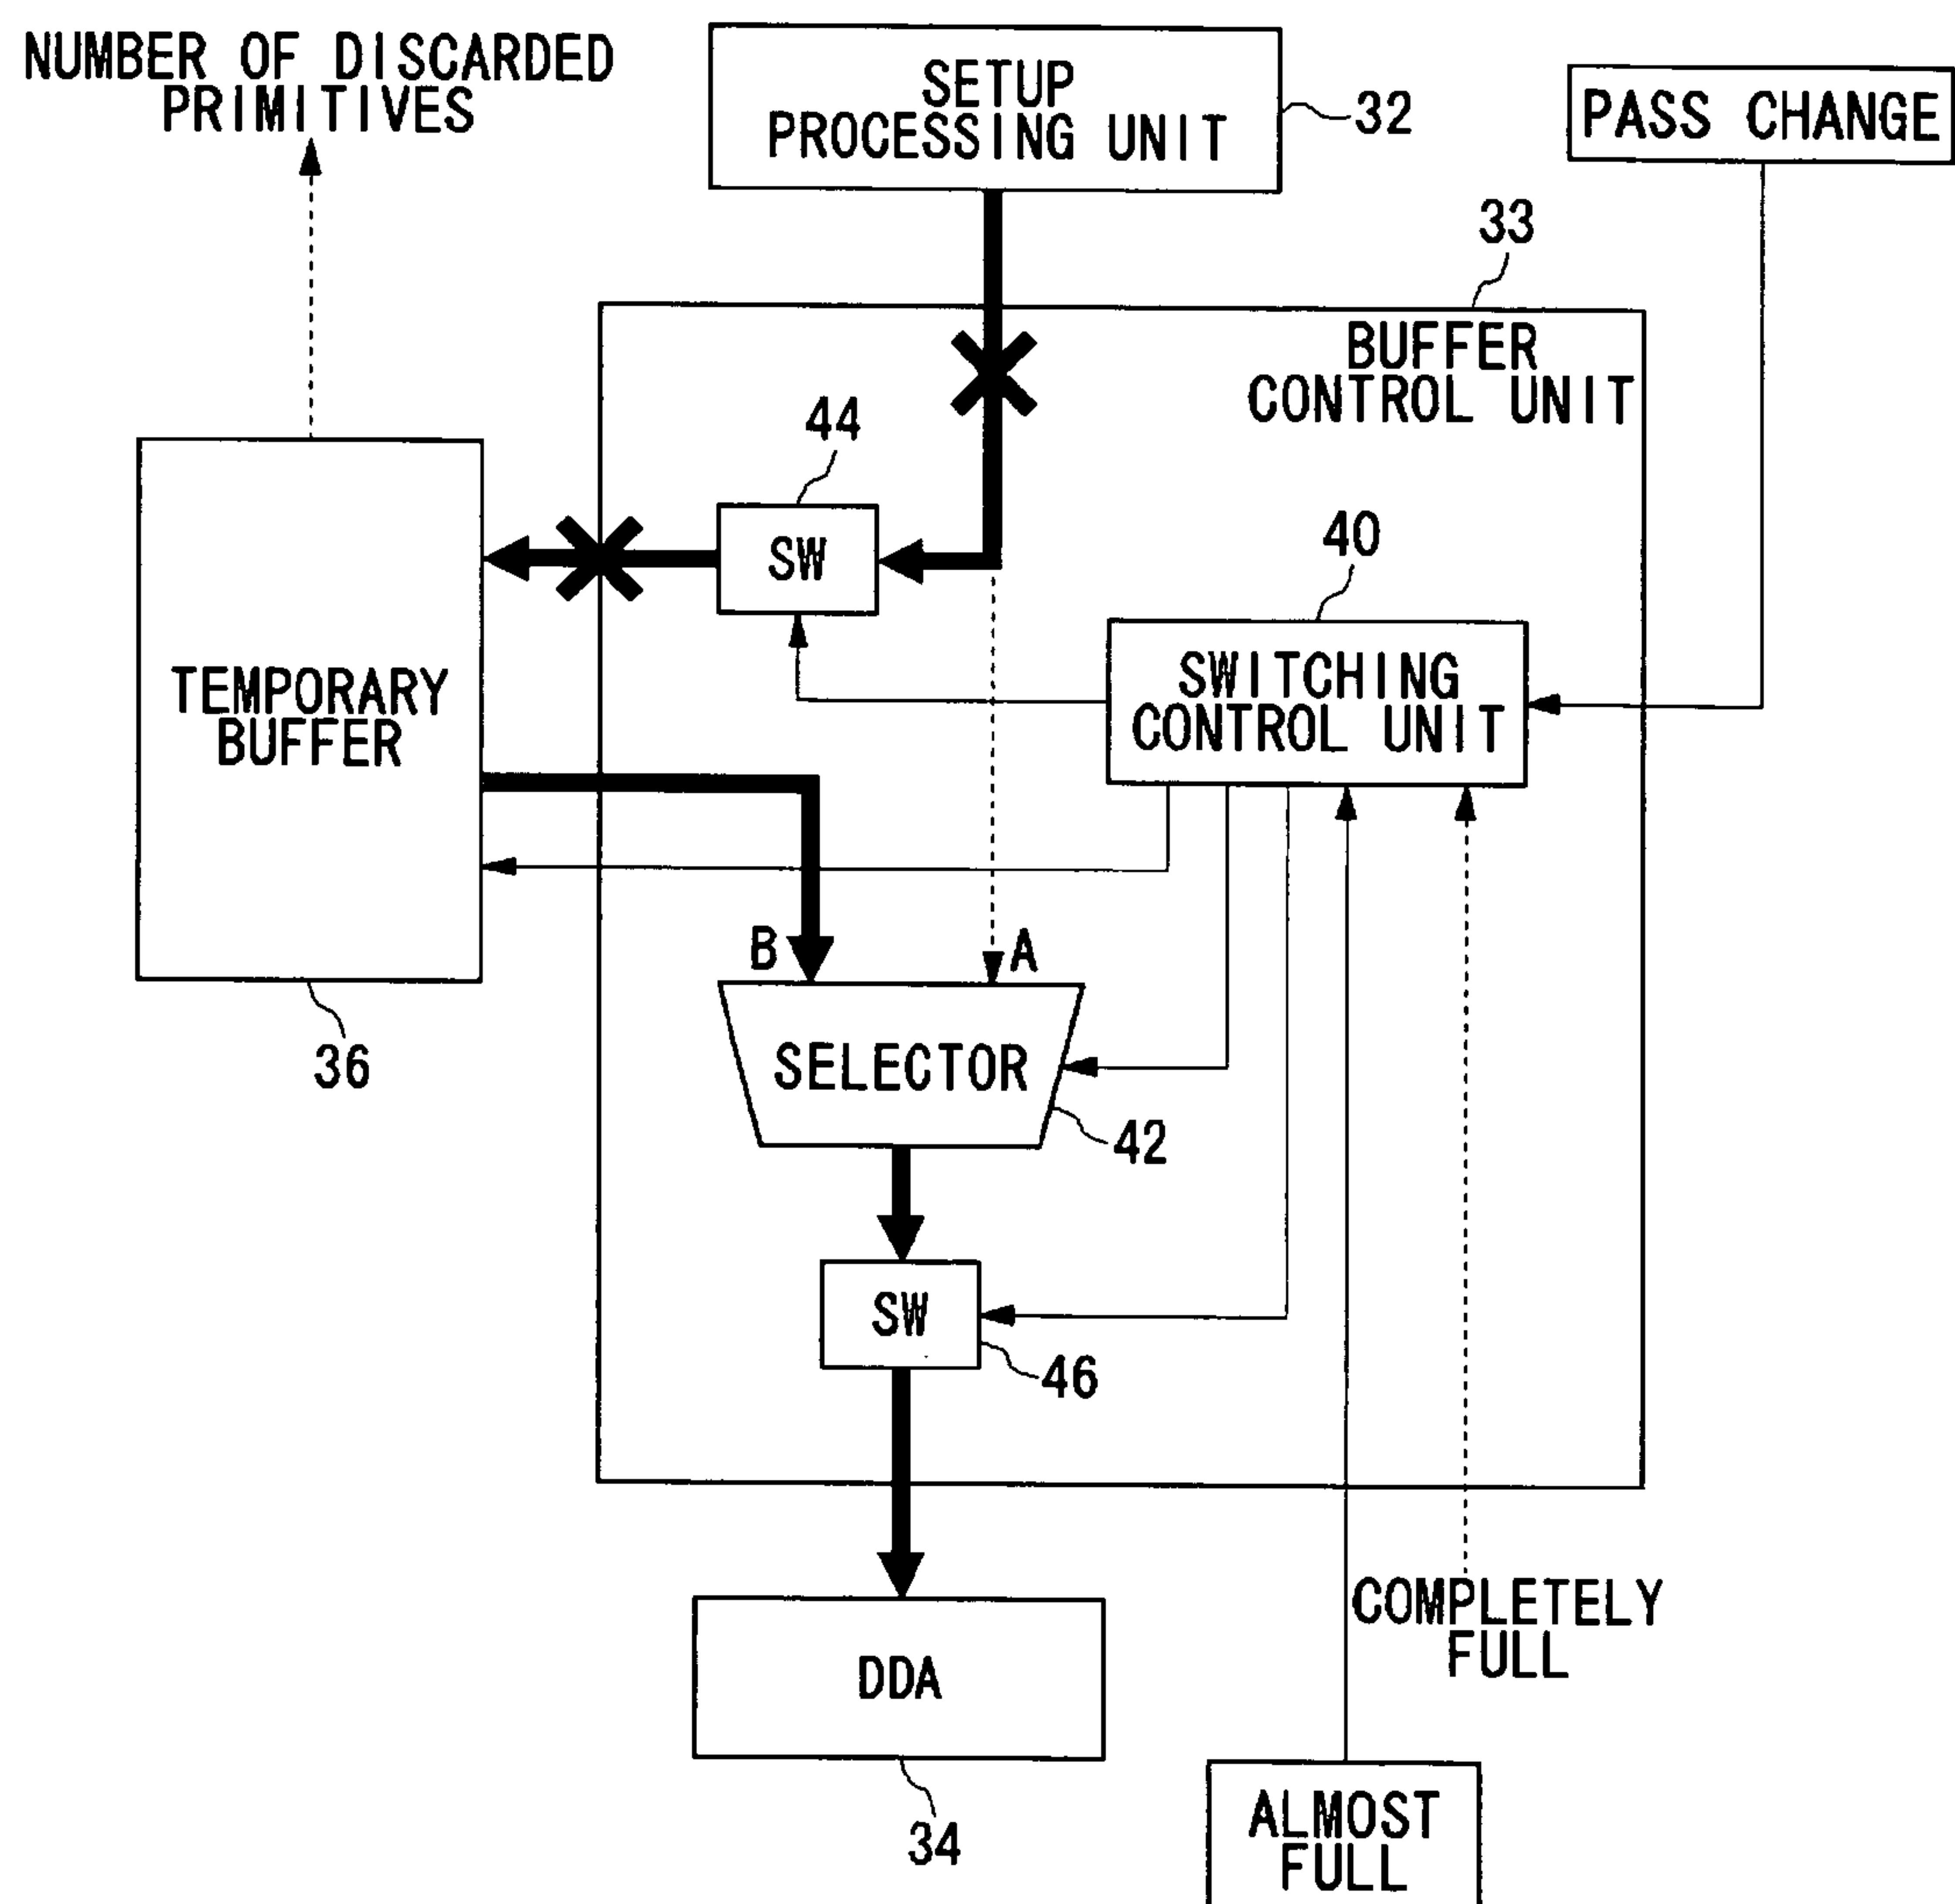 NUMBER OF DISCARDED
PRIMITIVES
SETUP
PROCESSING UNIT
32
PASS CHANGE
33
BUFFER
CONTROL UNIT
44
SW
40
SWITCHING
CONTROL UNIT
TEMPORARY
BUFFER
36
B
A
SELECTOR
42
SW
46
COMPLETELY
FULL
DDA
34
ALMOST
FULL